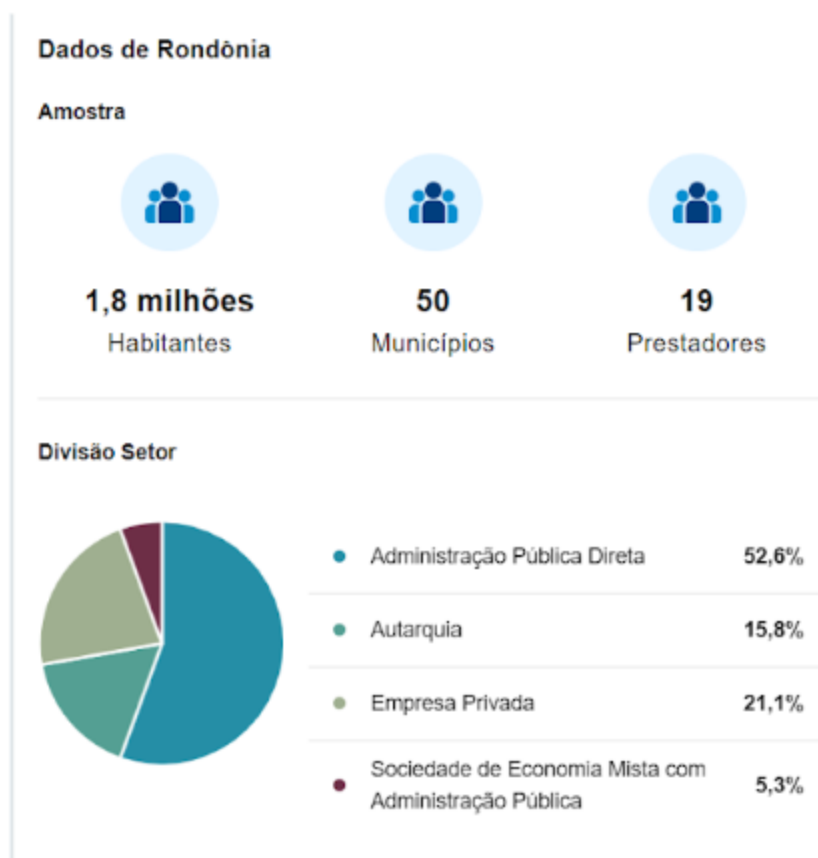 Dados de Rondônia
Amostra
1,8 milhões
50
19
Habitantes
Municípios
Prestadores
Divisão Setor
Administração Pública Direta 52,6%
Autarquia 15,8%
Empresa Privada 21,1%
Sociedade de Economia Mista com
Administração Pública 5,3%